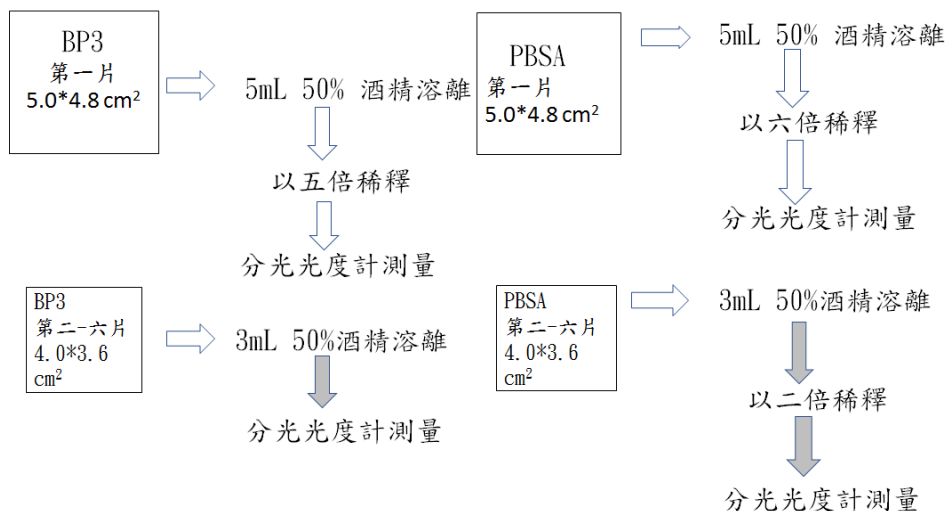 BP3
第一片
5.0*4.8 cm²
5mL 50% 酒精溶離
以五倍稀釋
分光光度計測量
PBSA
第一片
5.0*4.8 cm²
5mL 50% 酒精溶離
以六倍稀釋
分光光度計測量
BP3
第二-六片
4.0*3.6
cm²
3mL 50%酒精溶離
分光光度計測量
PBSA
第二-六片
4.0*3.6
cm²
3mL 50%酒精溶離
以二倍稀釋
分光光度計測量